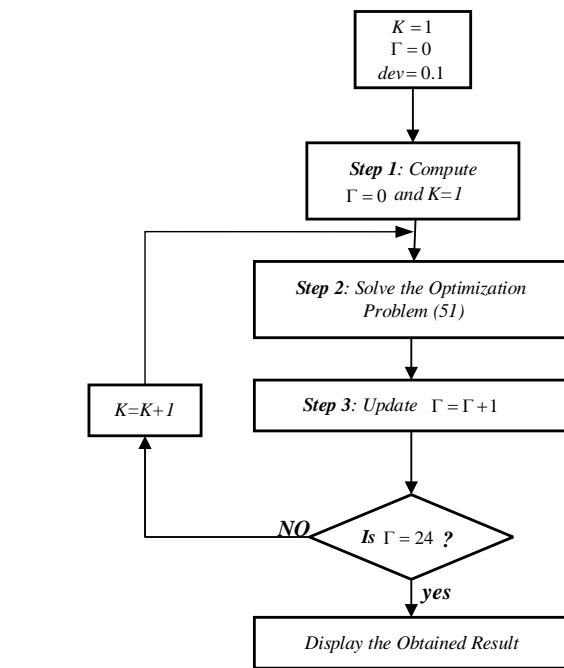 K = 1
Γ = 0
dev = 0.1
Step 1: Compute
Γ = 0 and K=1
Step 2: Solve the Optimization
Problem (51)
Step 3: Update Γ = Γ + 1
K=K+1
NO
Is Γ = 24 ?
yes
Display the Obtained Result